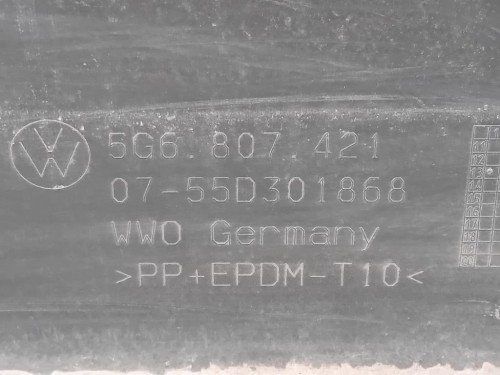 5G6 807 421
07-55D301868
WWO Germany
>PP+EPDM-T10<